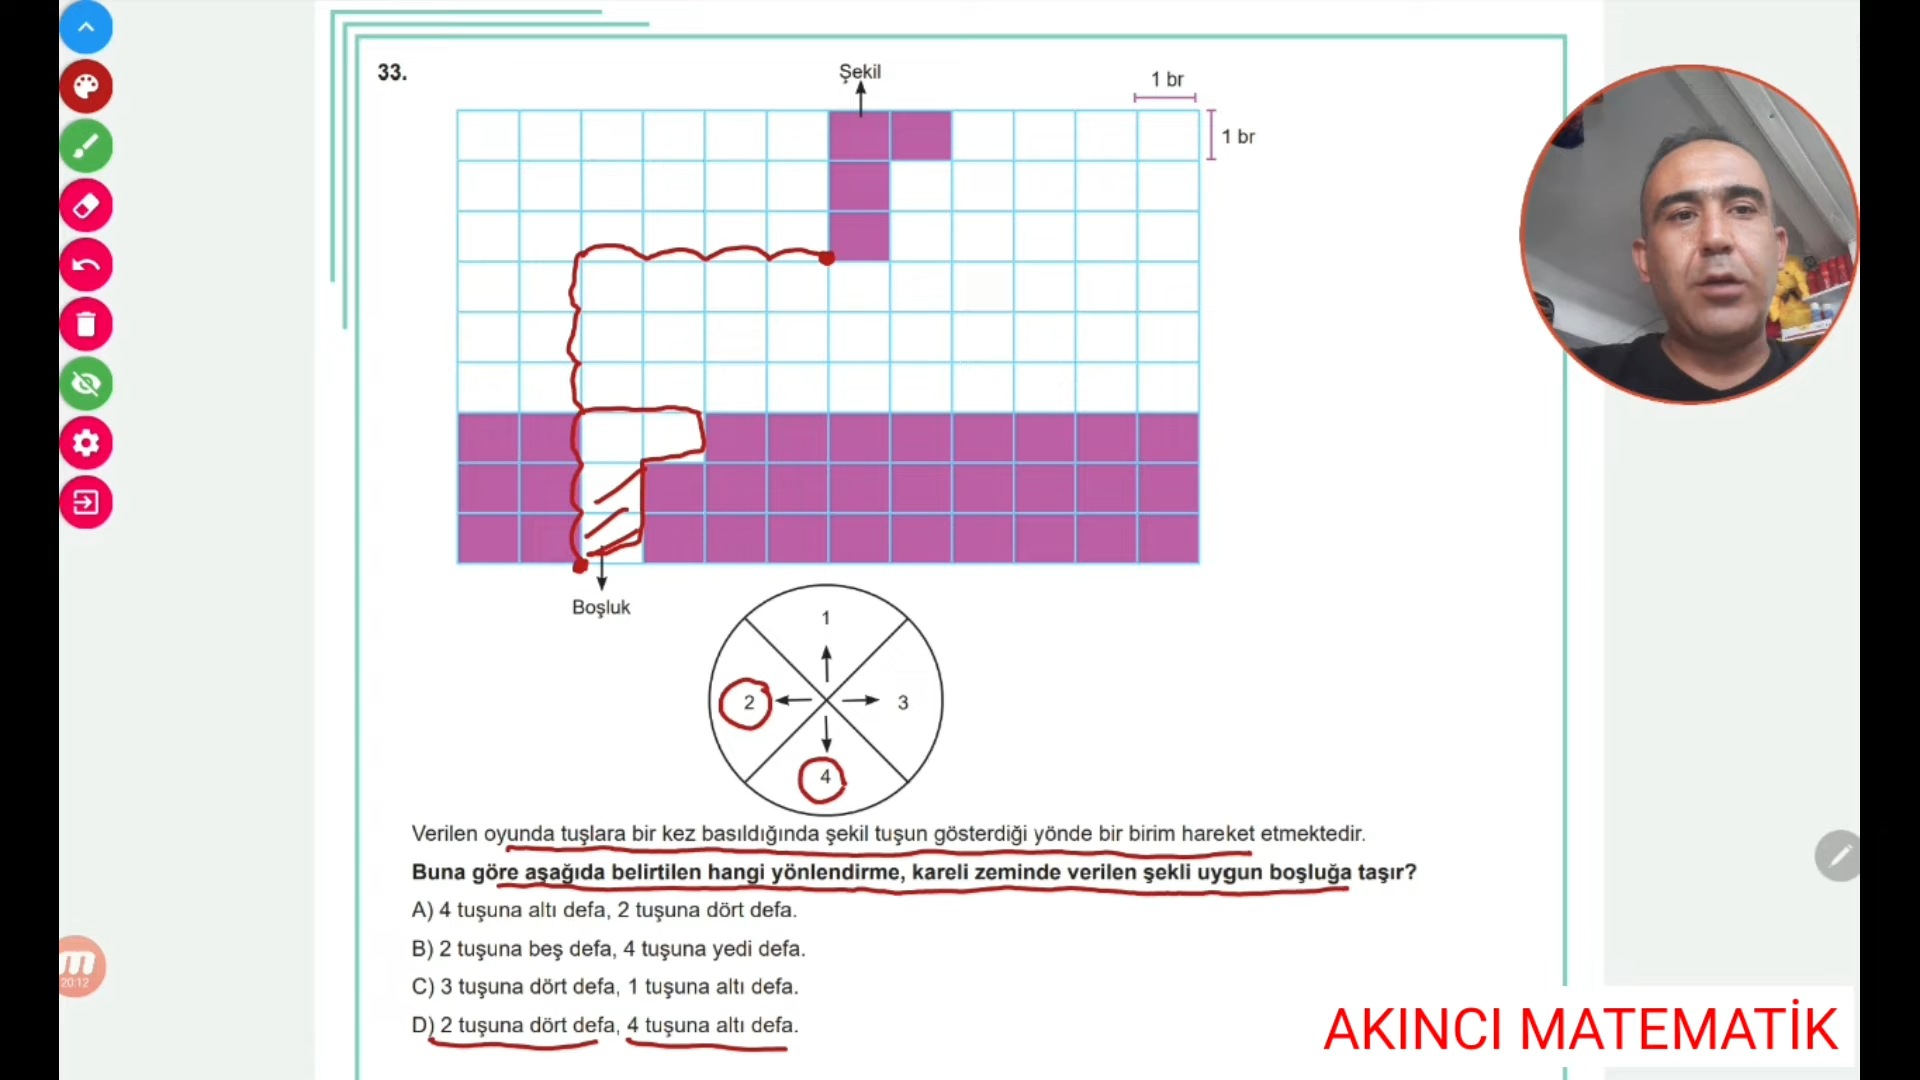 33.
Şekil
1 br
1 br
Boşluk
1
2
3
4
Verilen oyunda tuşlara bir kez basıldığında şekil tuşun gösterdiği yönde bir birim hareket etmektedir.
Buna göre aşağıda belirtilen hangi yönlendirme, kareli zeminde verilen şekli uygun boşluğa taşır?
A) 4 tuşuna altı defa, 2 tuşuna dört defa.
B) 2 tuşuna beş defa, 4 tuşuna yedi defa.
C) 3 tuşuna dört defa, 1 tuşuna altı defa.
D) 2 tuşuna dört defa, 4 tuşuna altı defa.
20:12
AKINCI MATEMATİK